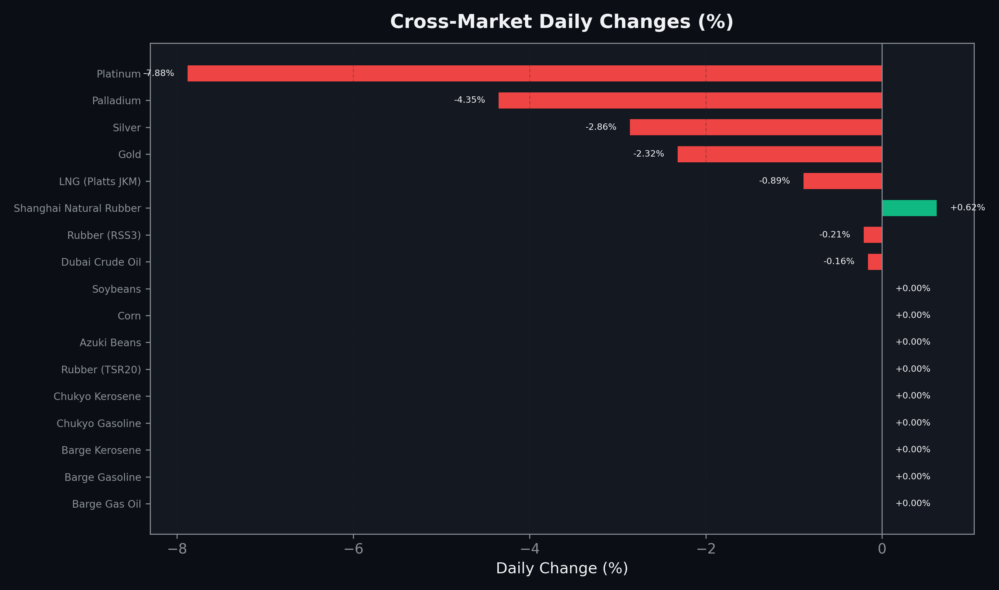 Cross-Market Daily Changes (%)
Platinum -7.88%
Palladium -4.35%
Silver -2.86%
Gold -2.32%
LNG (Platts JKM) -0.89%
Shanghai Natural Rubber +0.62%
Rubber (RSS3) -0.21%
Dubai Crude Oil -0.16%
Soybeans +0.00%
Corn +0.00%
Azuki Beans +0.00%
Rubber (TSR20) +0.00%
Chukyo Kerosene +0.00%
Chukyo Gasoline +0.00%
Barge Kerosene +0.00%
Barge Gasoline +0.00%
Barge Gas Oil +0.00%
−8 −6 −4 −2 0
Daily Change (%)